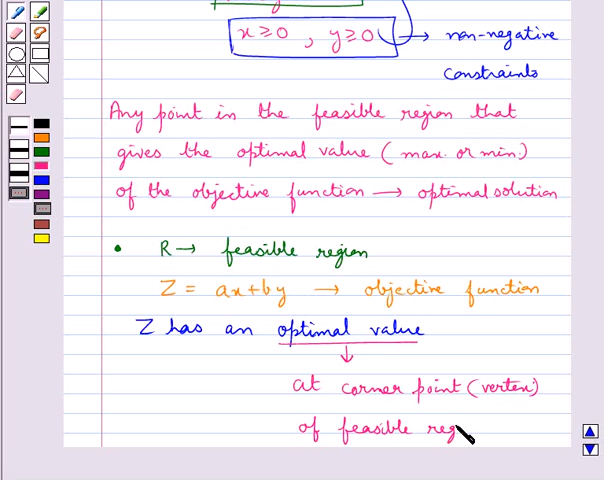 x ≥ 0 , y ≥ 0 → non-negative
constraints
Any point in the feasible region that
gives the optimal value ( max. or min.)
of the objective function → optimal solution
• R → feasible region
Z = ax + by → objective function
Z has an optimal value
↓
at corner point ( vertex )
of feasible reg